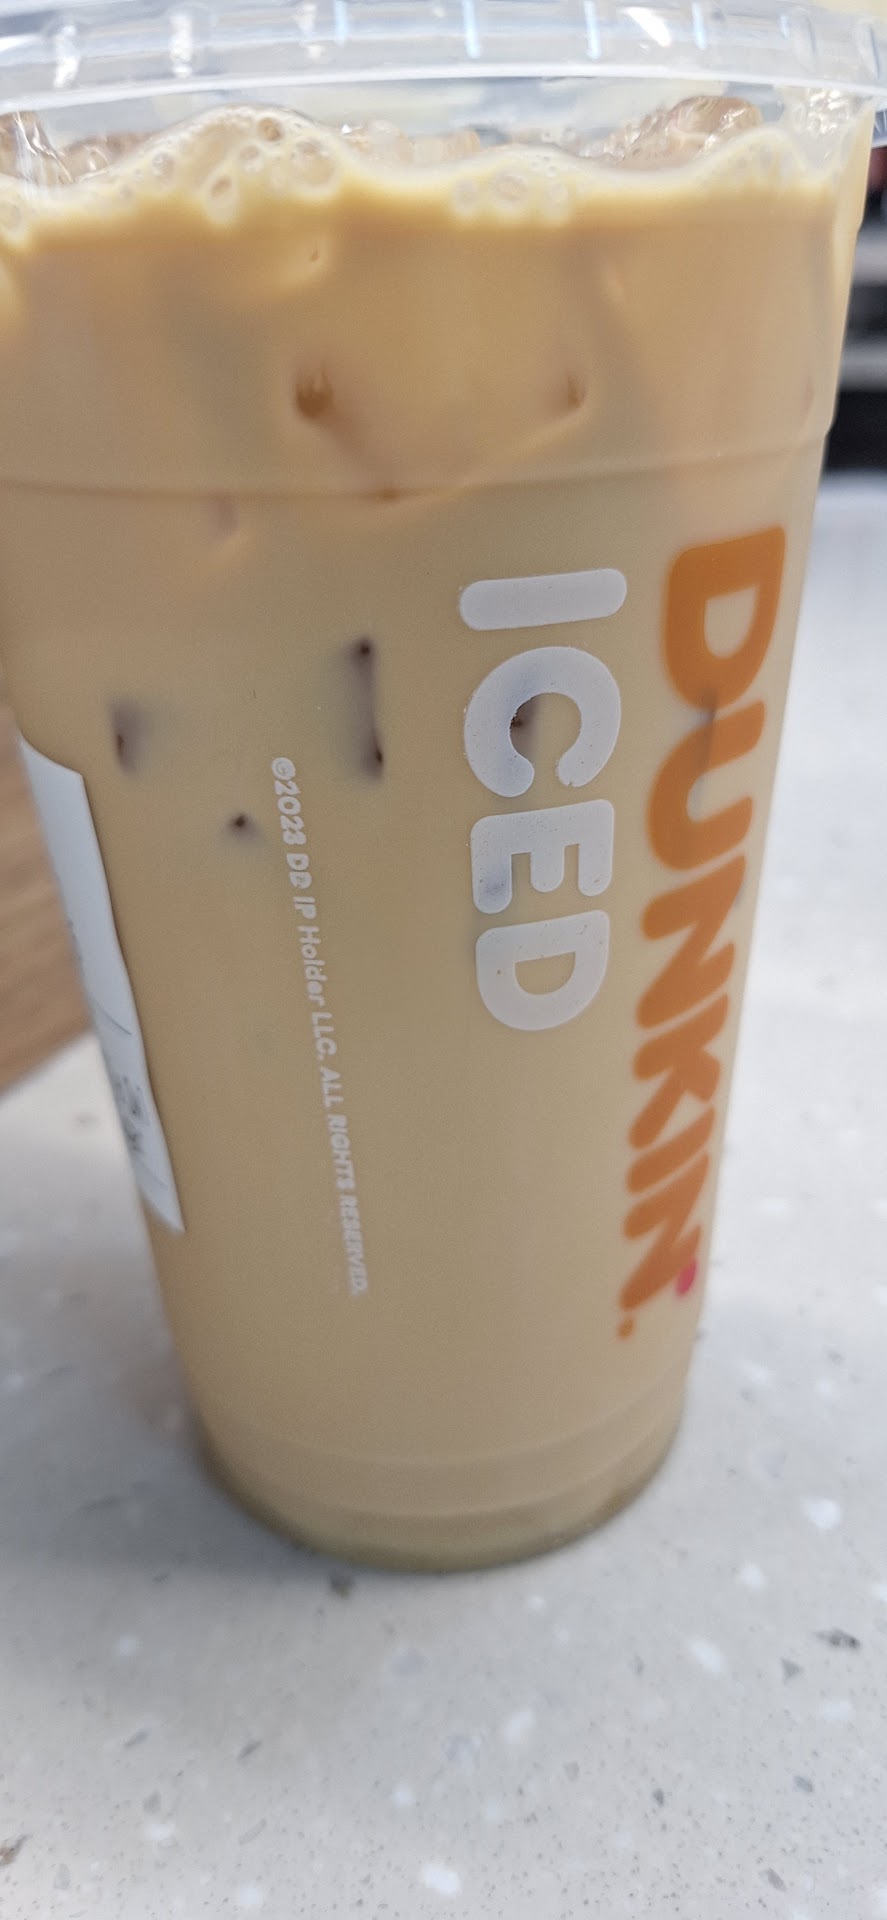 DUNKIN'
ICED
©2023 DD IP Holder LLC. ALL RIGHTS RESERVED.